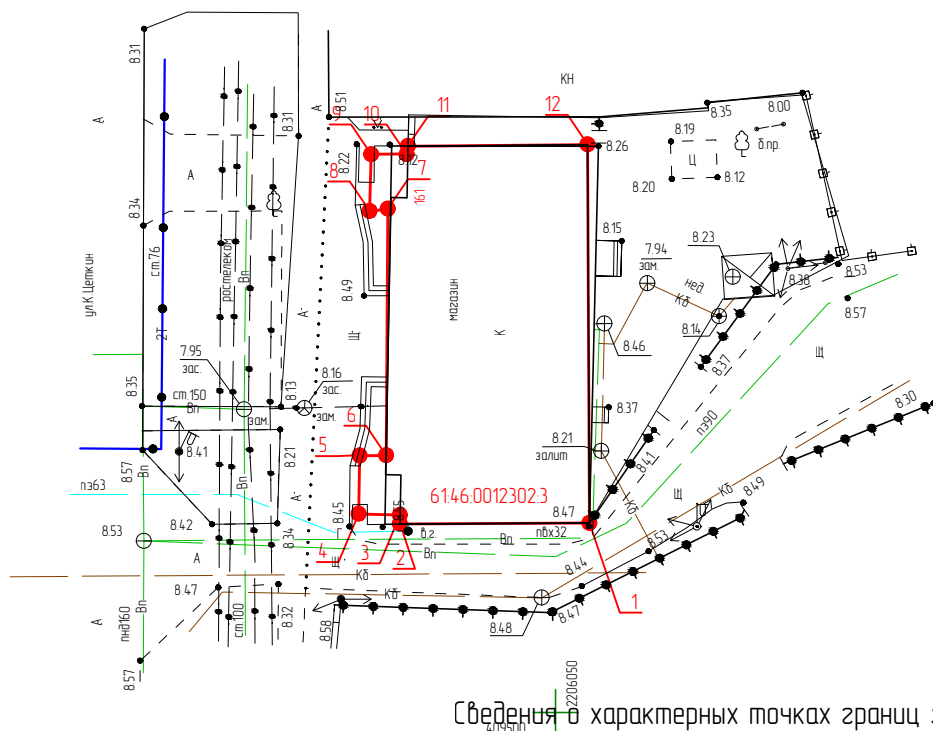 КН
8.31
А
А
8.51
9
10
11
12
8.35
8.00
8.19
Ц
б.пр.
8.31
8.22
8.26
А
8
7
161
8.20
8.12
8.34
ул.К.Цеткин
ст.76
ростелеком
Вп
8.15
7.94
зам.
8.23
8.53
8.38
8.49
магазин
К
нед
Кб
8.57
А
2Т
Щ
8.14
8.46
7.95
зас.
8.16
зас.
8.37
Щ
8.35
ст.150
Вп
8.13
зам.
зам.
8.37
пэ90
8.30
6
5
8.41
8.21
8.21
залит
8.41
8.57
Вп
пэ63
Вп
А
61:46:0012302:3
Кб
Щ
Кб
8.49
8.53
8.42
8.45
8.55
8.47
8.34
Г
в.г.
Вп
пвх32
4
3
2
Вп
8.53
А
Щ
Кб
8.44
Кб
8.47
8.32
1
А
пнд160
Вп
ст.100
8.58
8.48
8.47
8.57
2206050
409500
Сведения о характерных точках границ